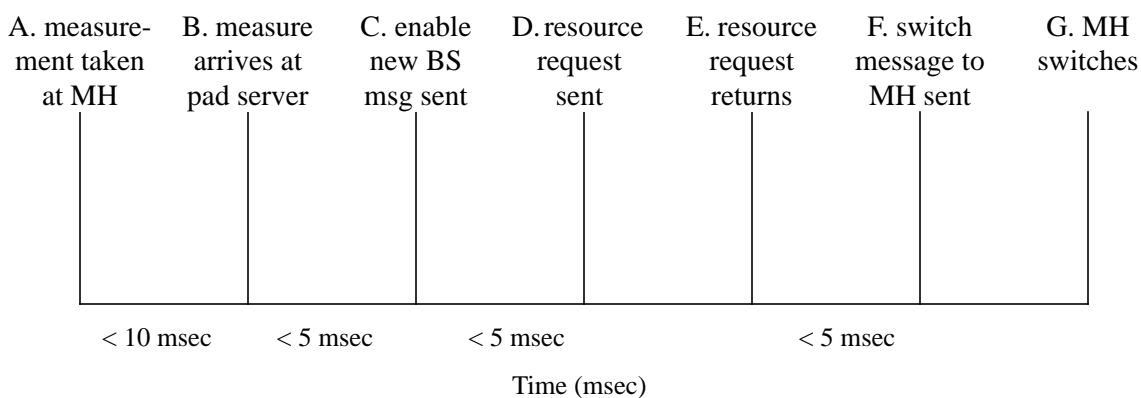 A. measure-
ment taken
at MH
B. measure
arrives at
pad server
C. enable
new BS
msg sent
D. resource
request
sent
E. resource
request
returns
F. switch
message to
MH sent
G. MH
switches
< 10 msec
< 5 msec
< 5 msec
< 5 msec
Time (msec)